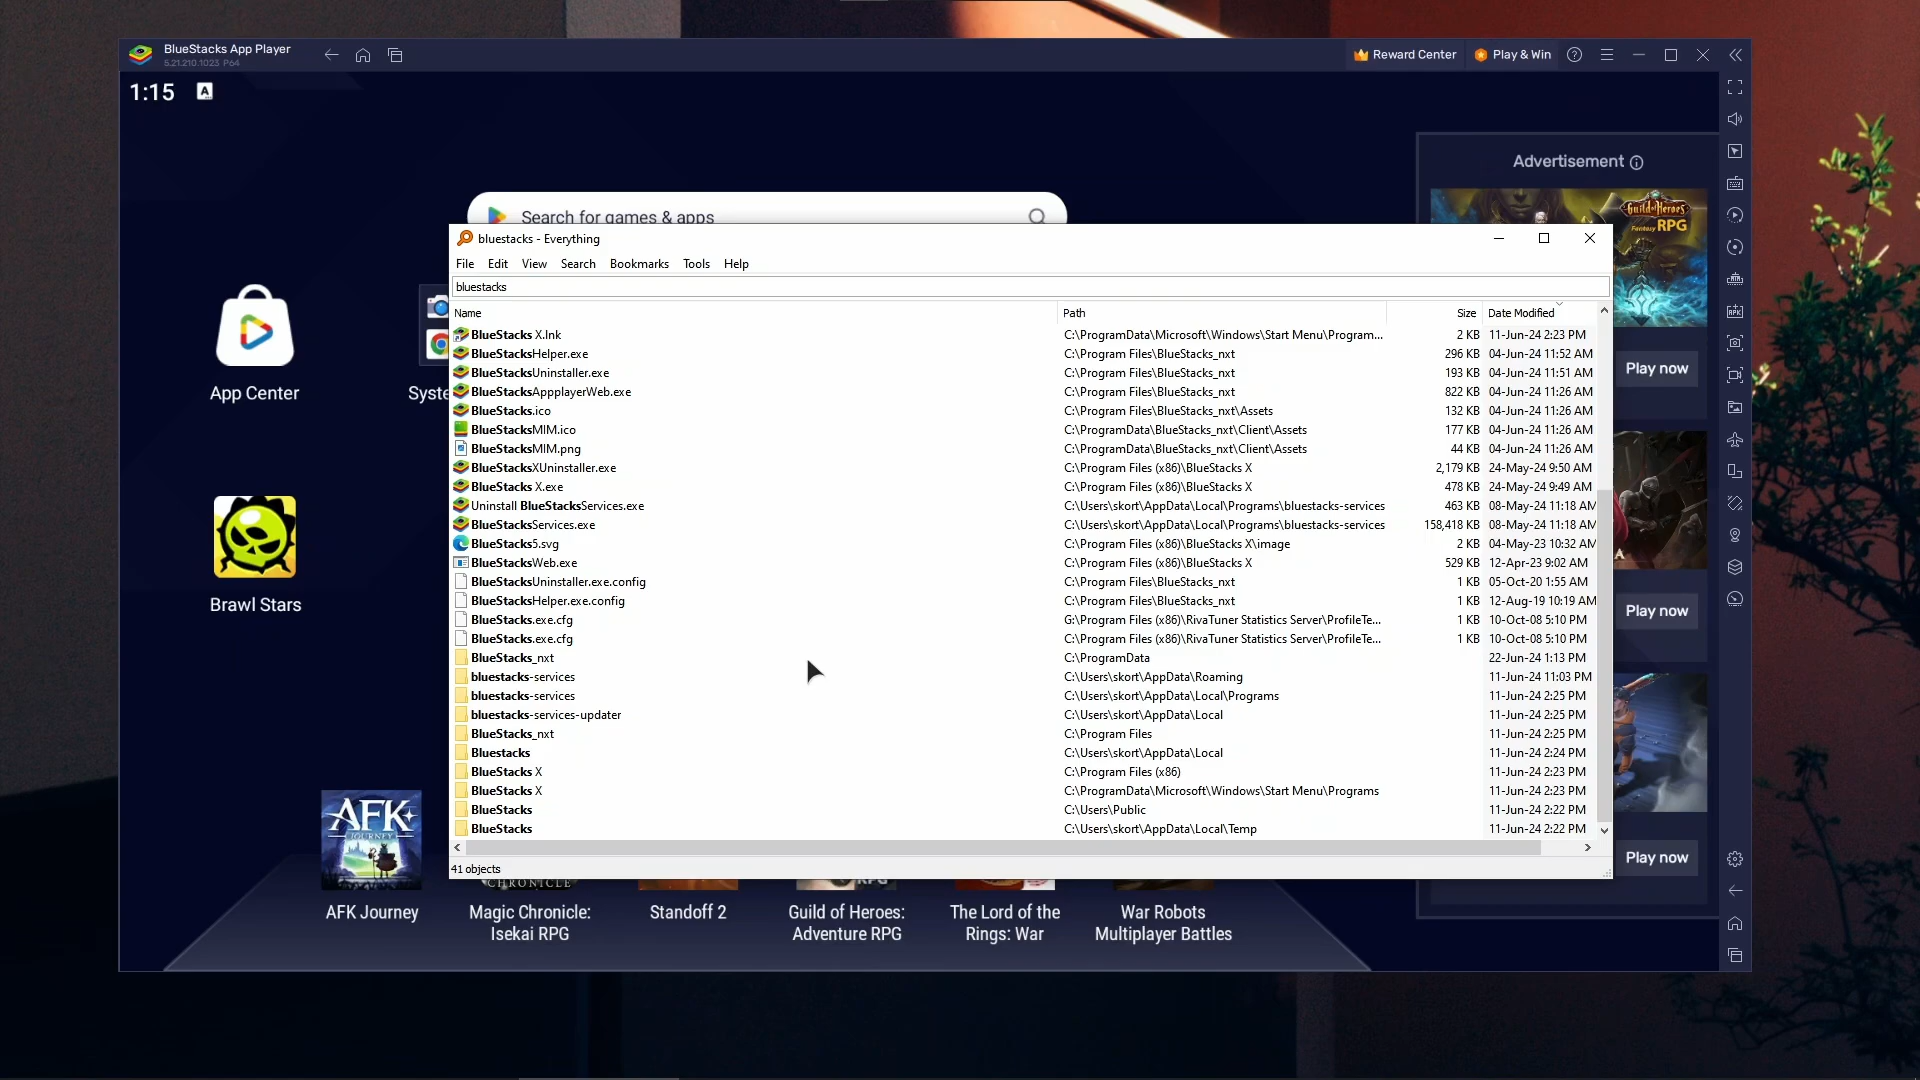 BlueStacks App Player
5.21.210.1023 P64
Reward Center
Play & Win
1:15
A
Advertisement
Search for games & apps
Guild of Heroes
Fantasy RPG
App Center
Syste
Brawl Stars
Play now
Play now
Play now
bluestacks - Everything
File Edit View Search Bookmarks Tools Help
bluestacks
Name Path Size Date Modified
BlueStacks X.lnk C:\ProgramData\Microsoft\Windows\Start Menu\Program... 2 KB 11-Jun-24 2:23 PM
BlueStacksHelper.exe C:\Program Files\BlueStacks_nxt 296 KB 04-Jun-24 11:52 AM
BlueStacksUninstaller.exe C:\Program Files\BlueStacks_nxt 193 KB 04-Jun-24 11:51 AM
BlueStacksAppplayerWeb.exe C:\Program Files\BlueStacks_nxt 822 KB 04-Jun-24 11:26 AM
BlueStacks.ico C:\Program Files\BlueStacks_nxt\Assets 132 KB 04-Jun-24 11:26 AM
BlueStacksMIM.ico C:\ProgramData\BlueStacks_nxt\Client\Assets 177 KB 04-Jun-24 11:26 AM
BlueStacksMIM.png C:\ProgramData\BlueStacks_nxt\Client\Assets 44 KB 04-Jun-24 11:26 AM
BlueStacksXUninstaller.exe C:\Program Files (x86)\BlueStacks X 2,179 KB 24-May-24 9:50 AM
BlueStacks X.exe C:\Program Files (x86)\BlueStacks X 478 KB 24-May-24 9:49 AM
Uninstall BlueStacksServices.exe C:\Users\skort\AppData\Local\Programs\bluestacks-services 463 KB 08-May-24 11:18 AM
BlueStacksServices.exe C:\Users\skort\AppData\Local\Programs\bluestacks-services 158,418 KB 08-May-24 11:18 AM
BlueStacks5.svg C:\Program Files (x86)\BlueStacks X\image 2 KB 04-May-23 10:32 AM
BlueStacksWeb.exe C:\Program Files (x86)\BlueStacks X 529 KB 12-Apr-23 9:02 AM
BlueStacksUninstaller.exe.config C:\Program Files\BlueStacks_nxt 1 KB 05-Oct-20 1:55 AM
BlueStacksHelper.exe.config C:\Program Files\BlueStacks_nxt 1 KB 12-Aug-19 10:19 AM
BlueStacks.exe.cfg G:\Program Files (x86)\RivaTuner Statistics Server\ProfileTe... 1 KB 10-Oct-08 5:10 PM
BlueStacks.exe.cfg C:\Program Files (x86)\RivaTuner Statistics Server\ProfileTe... 1 KB 10-Oct-08 5:10 PM
BlueStacks_nxt C:\ProgramData 22-Jun-24 1:13 PM
bluestacks-services C:\Users\skort\AppData\Roaming 11-Jun-24 11:03 PM
bluestacks-services C:\Users\skort\AppData\Local\Programs 11-Jun-24 2:25 PM
bluestacks-services-updater C:\Users\skort\AppData\Local 11-Jun-24 2:25 PM
BlueStacks_nxt C:\Program Files 11-Jun-24 2:25 PM
Bluestacks C:\Users\skort\AppData\Local 11-Jun-24 2:24 PM
BlueStacks X C:\Program Files (x86) 11-Jun-24 2:23 PM
BlueStacks X C:\ProgramData\Microsoft\Windows\Start Menu\Programs 11-Jun-24 2:23 PM
BlueStacks C:\Users\Public 11-Jun-24 2:22 PM
BlueStacks C:\Users\skort\AppData\Local\Temp 11-Jun-24 2:22 PM
41 objects
AFK
JOURNEY
CHRONICLE
RPG
AFK Journey
Magic Chronicle:
Isekai RPG
Standoff 2
Guild of Heroes:
Adventure RPG
The Lord of the
Rings: War
War Robots
Multiplayer Battles